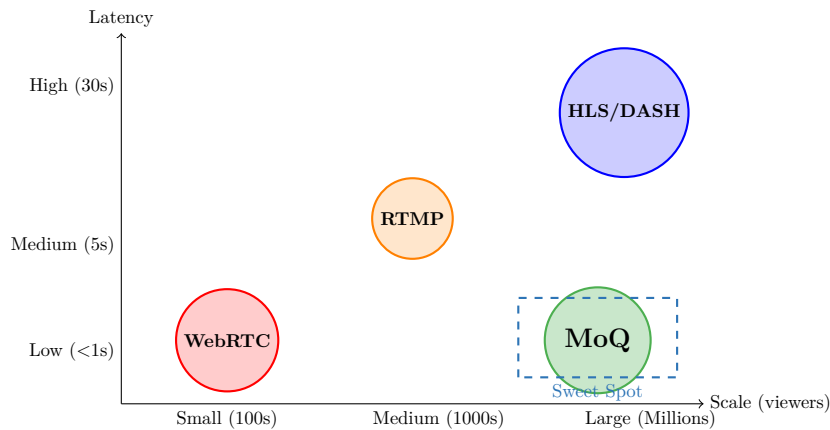 Latency
High (30s)
HLS/DASH
RTMP
Medium (5s)
WebRTC
MoQ
Low (<1s)
Sweet Spot
Scale (viewers)
Small (100s)
Medium (1000s)
Large (Millions)